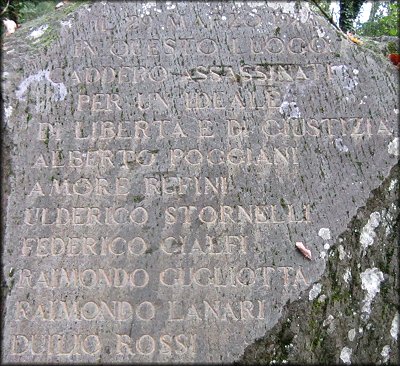 IN QUESTO LUOGO
CADDERO ASSASSINATI
PER UN IDEALE
DI LIBERTA E DI GIUSTIZIA
ALBERTO POGGIANI
AMORE REFINI
ULDERICO STORNELLI
FEDERICO CIALFI
RAIMONDO GUGLIOTTA
RAIMONDO LANARI
DUILIO ROSSI